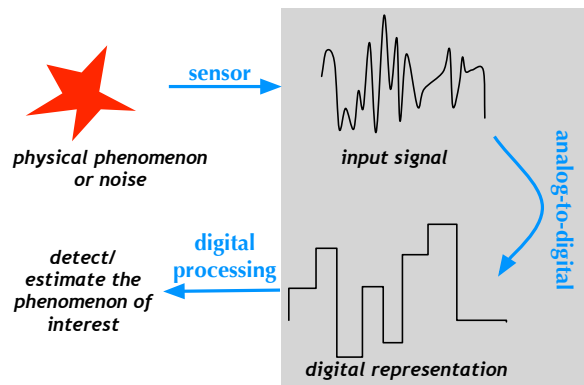 sensor
physical phenomenon
or noise
input signal
analog-to-digital
digital
processing
detect/
estimate the
phenomenon of
interest
digital representation